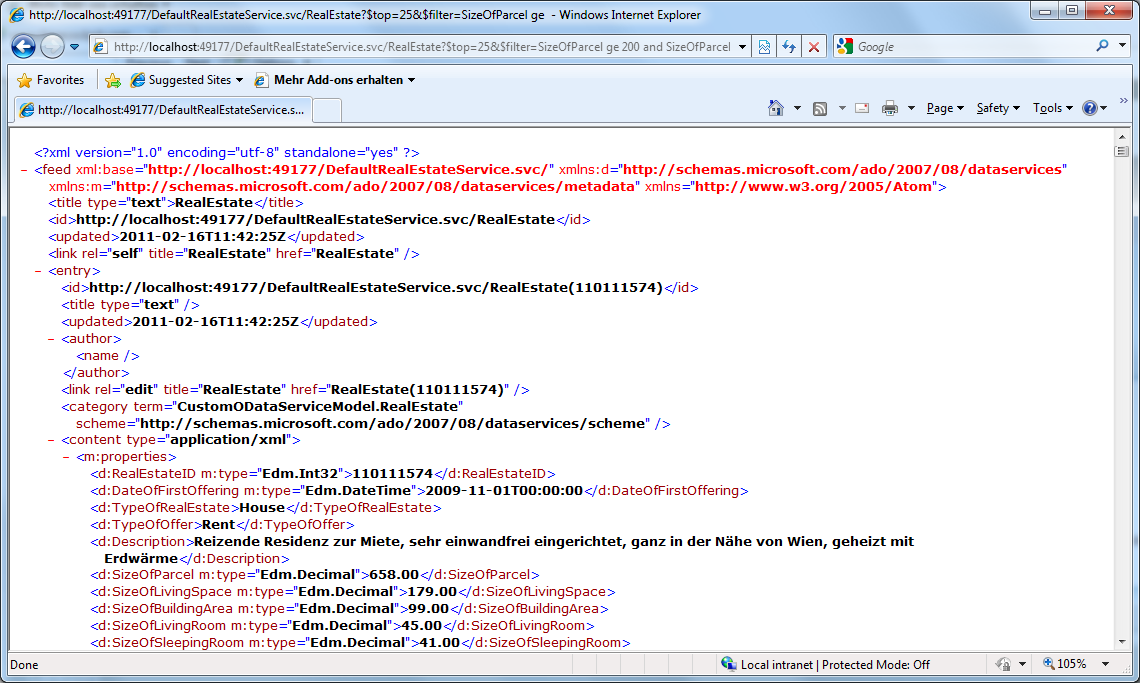 http://localhost:49177/DefaultRealEstateService.svc/RealEstate?$top=25&$filter=SizeOfParcel ge - Windows Internet Explorer
http://localhost:49177/DefaultRealEstateService.svc/RealEstate?$top=25&$filter=SizeOfParcel ge 200 and SizeOfParcel
Google
Favorites
Suggested Sites
Mehr Add-ons erhalten
http://localhost:49177/DefaultRealEstateService.s...
Page
Safety
Tools
<?xml version="1.0" encoding="utf-8" standalone="yes" ?>
- <feed xml:base="http://localhost:49177/DefaultRealEstateService.svc/" xmlns:d="http://schemas.microsoft.com/ado/2007/08/dataservices"
xmlns:m="http://schemas.microsoft.com/ado/2007/08/dataservices/metadata" xmlns="http://www.w3.org/2005/Atom">
<title type="text">RealEstate</title>
<id>http://localhost:49177/DefaultRealEstateService.svc/RealEstate</id>
<updated>2011-02-16T11:42:25Z</updated>
<link rel="self" title="RealEstate" href="RealEstate" />
- <entry>
<id>http://localhost:49177/DefaultRealEstateService.svc/RealEstate(110111574)</id>
<title type="text" />
<updated>2011-02-16T11:42:25Z</updated>
- <author>
<name />
</author>
<link rel="edit" title="RealEstate" href="RealEstate(110111574)" />
<category term="CustomODataServiceModel.RealEstate"
scheme="http://schemas.microsoft.com/ado/2007/08/dataservices/scheme" />
- <content type="application/xml">
- <m:properties>
<d:RealEstateID m:type="Edm.Int32">110111574</d:RealEstateID>
<d:DateOfFirstOffering m:type="Edm.DateTime">2009-11-01T00:00:00</d:DateOfFirstOffering>
<d:TypeOfRealEstate>House</d:TypeOfRealEstate>
<d:TypeOfOffer>Rent</d:TypeOfOffer>
<d:Description>Reizende Residenz zur Miete, sehr einwandfrei eingerichtet, ganz in der Nähe von Wien, geheizt mit
Erdwärme</d:Description>
<d:SizeOfParcel m:type="Edm.Decimal">658.00</d:SizeOfParcel>
<d:SizeOfLivingSpace m:type="Edm.Decimal">179.00</d:SizeOfLivingSpace>
<d:SizeOfBuildingArea m:type="Edm.Decimal">99.00</d:SizeOfBuildingArea>
<d:SizeOfLivingRoom m:type="Edm.Decimal">45.00</d:SizeOfLivingRoom>
<d:SizeOfSleepingRoom m:type="Edm.Decimal">41.00</d:SizeOfSleepingRoom>
Done
Local intranet | Protected Mode: Off
105%